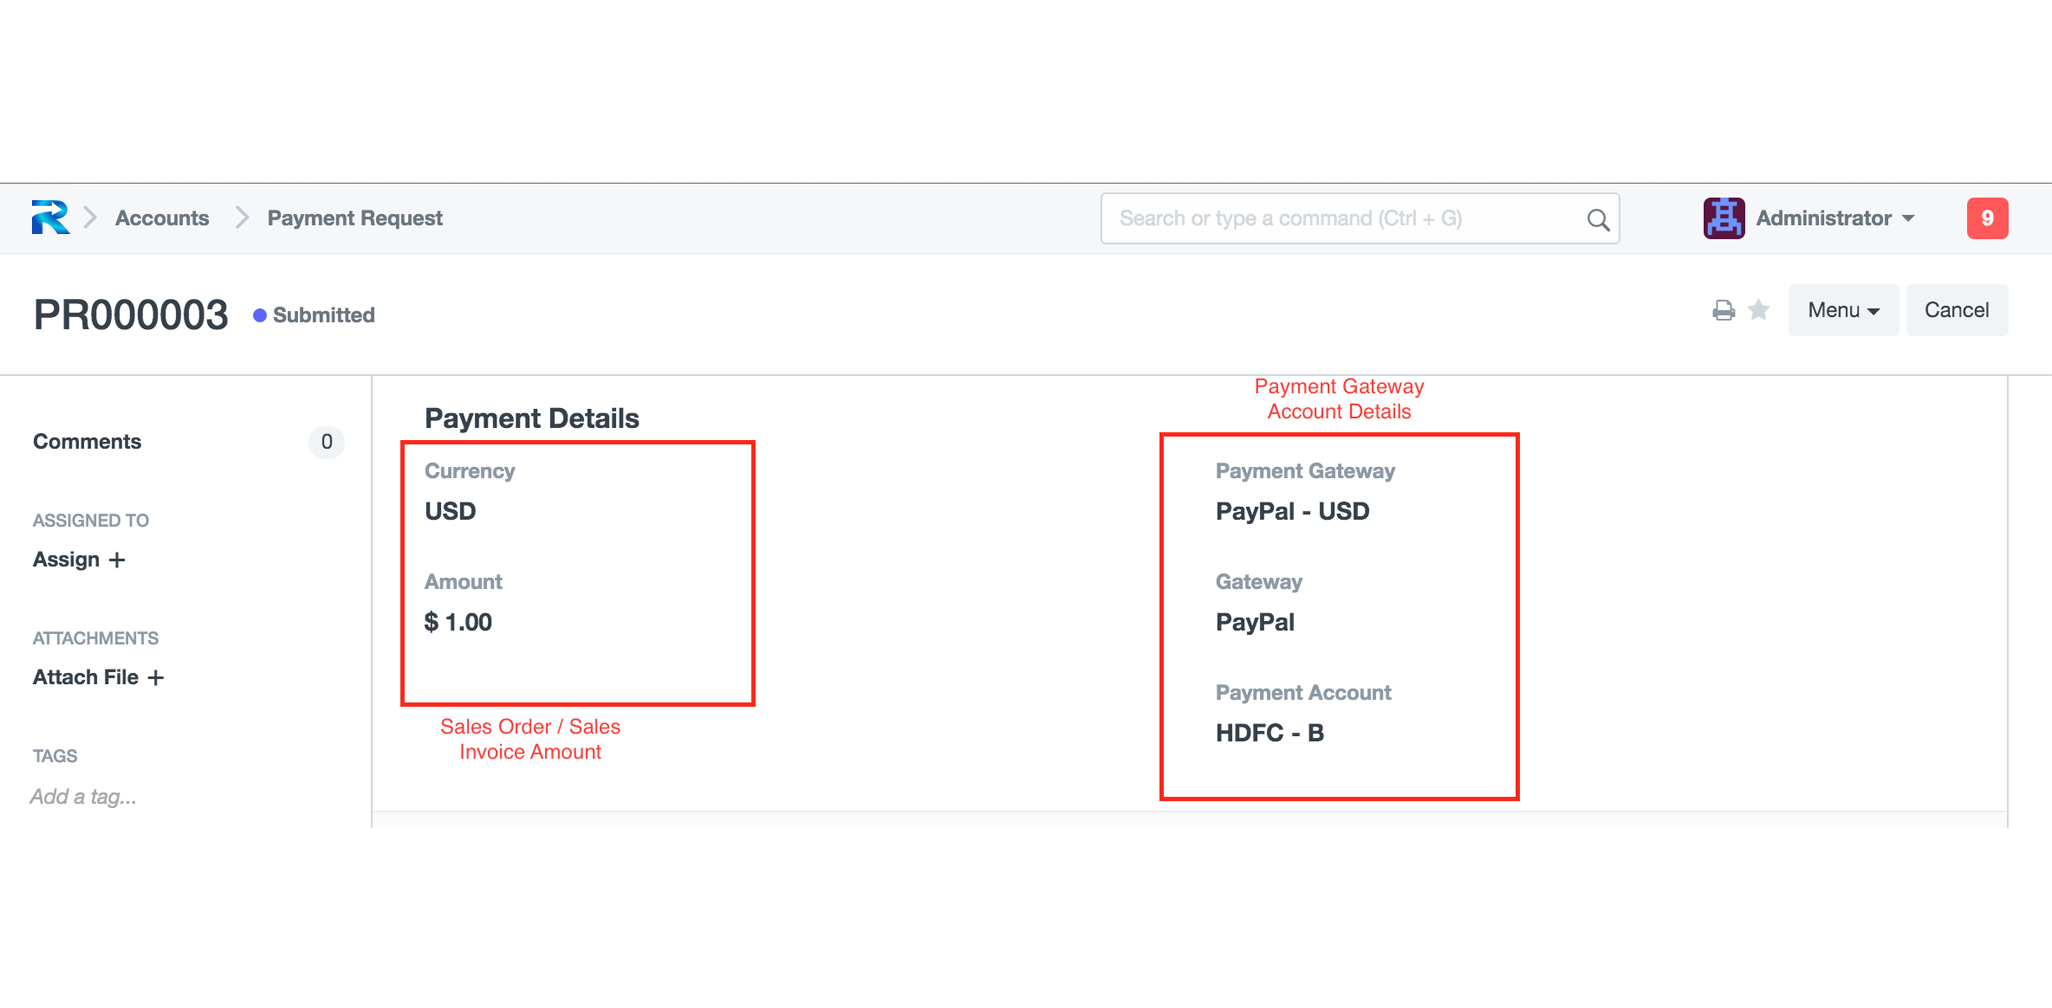 Accounts
Payment Request
Search or type a command (Ctrl + G)
Administrator
9
PR000003
Submitted
Menu
Cancel
Comments
0
ASSIGNED TO
Assign +
ATTACHMENTS
Attach File +
TAGS
Add a tag...
Payment Details
Currency
USD
Amount
$ 1.00
Sales Order / Sales
Invoice Amount
Payment Gateway
Account Details
Payment Gateway
PayPal - USD
Gateway
PayPal
Payment Account
HDFC - B